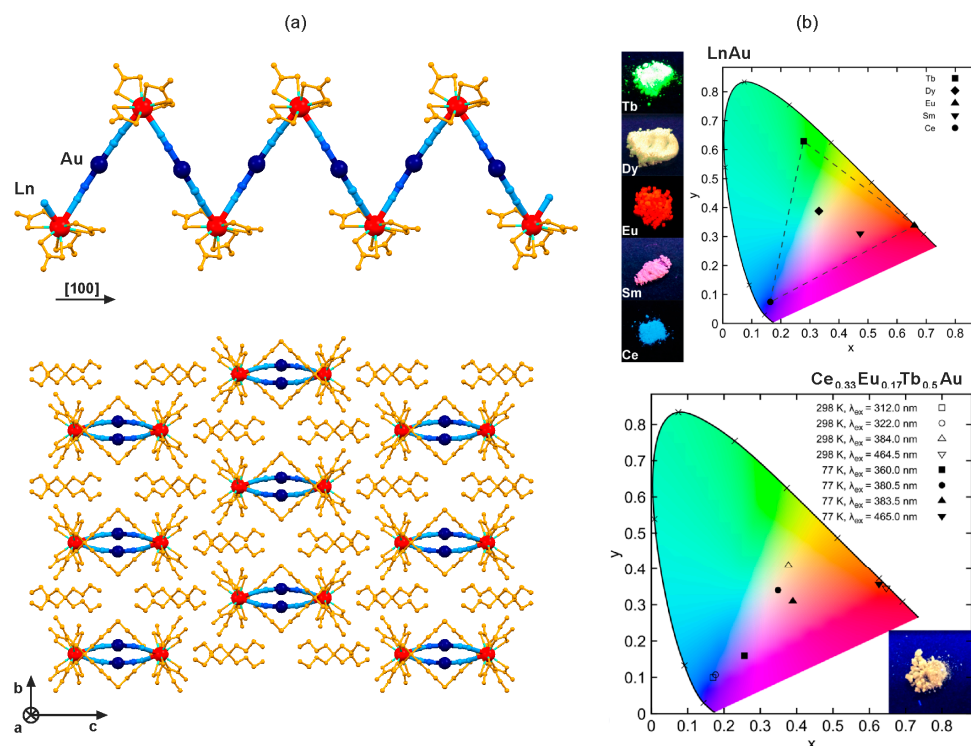 (a)
(b)
Au
Ln
[100]
b
a
c
LnAu
Tb
Dy
Eu
Sm
Ce
Tb
Dy
Eu
Sm
Ce
0.8
0.7
0.6
0.5
0.4
0.3
0.2
0.1
0
y
0 0.1 0.2 0.3 0.4 0.5 0.6 0.7 0.8
x
Ce0.33Eu0.17Tb0.5Au
298 K, λex = 312.0 nm
298 K, λex = 322.0 nm
298 K, λex = 384.0 nm
298 K, λex = 464.5 nm
77 K, λex = 360.0 nm
77 K, λex = 380.5 nm
77 K, λex = 383.5 nm
77 K, λex = 465.0 nm
0.8
0.7
0.6
0.5
0.4
0.3
0.2
0.1
0
y
0 0.1 0.2 0.3 0.4 0.5 0.6 0.7 0.8
x